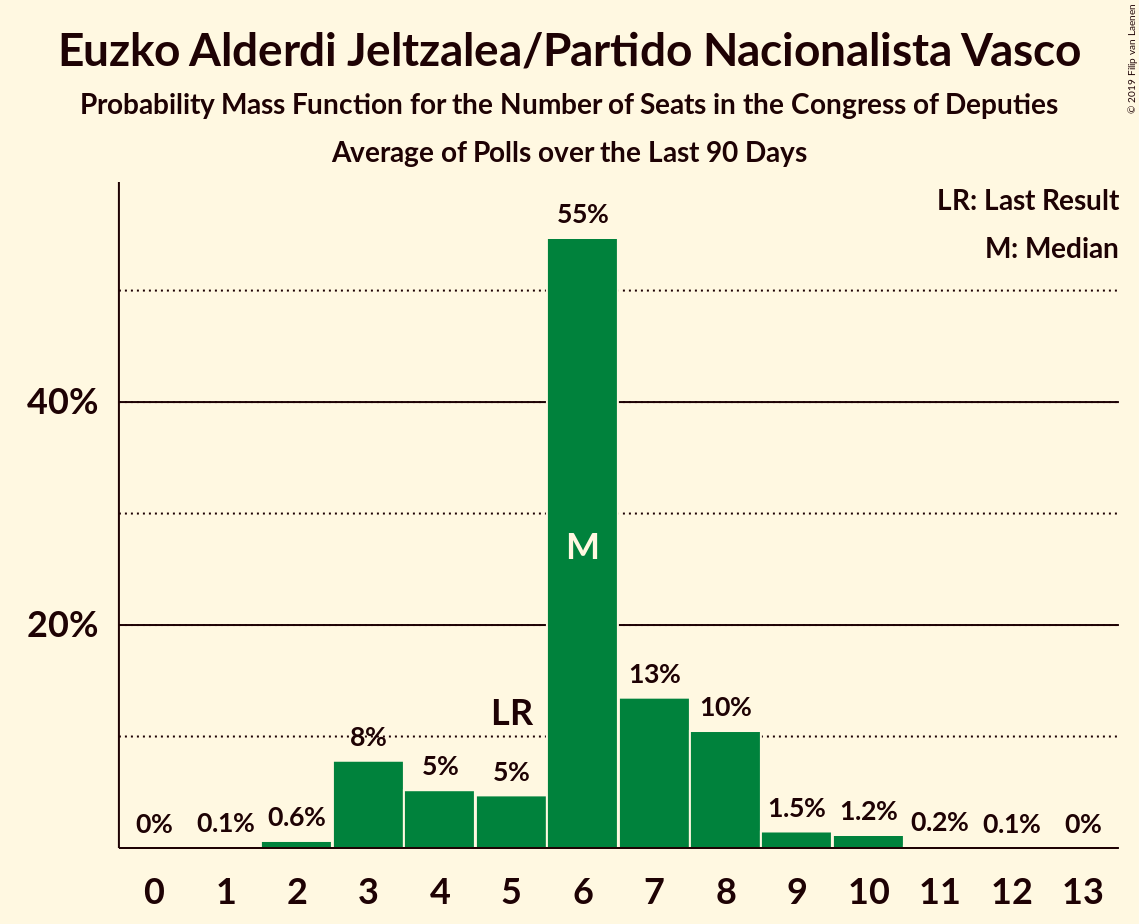 Euzko Alderdi Jeltzalea/Partido Nacionalista Vasco
Probability Mass Function for the Number of Seats in the Congress of Deputies
Average of Polls over the Last 90 Days
© 2019 Filip van Laenen
LR: Last Result
M: Median
40%
20%
0% 0.1% 0.6% 8% 5% 5% 55% 13% 10% 1.5% 1.2% 0.2% 0.1% 0%
LR
M
0 1 2 3 4 5 6 7 8 9 10 11 12 13